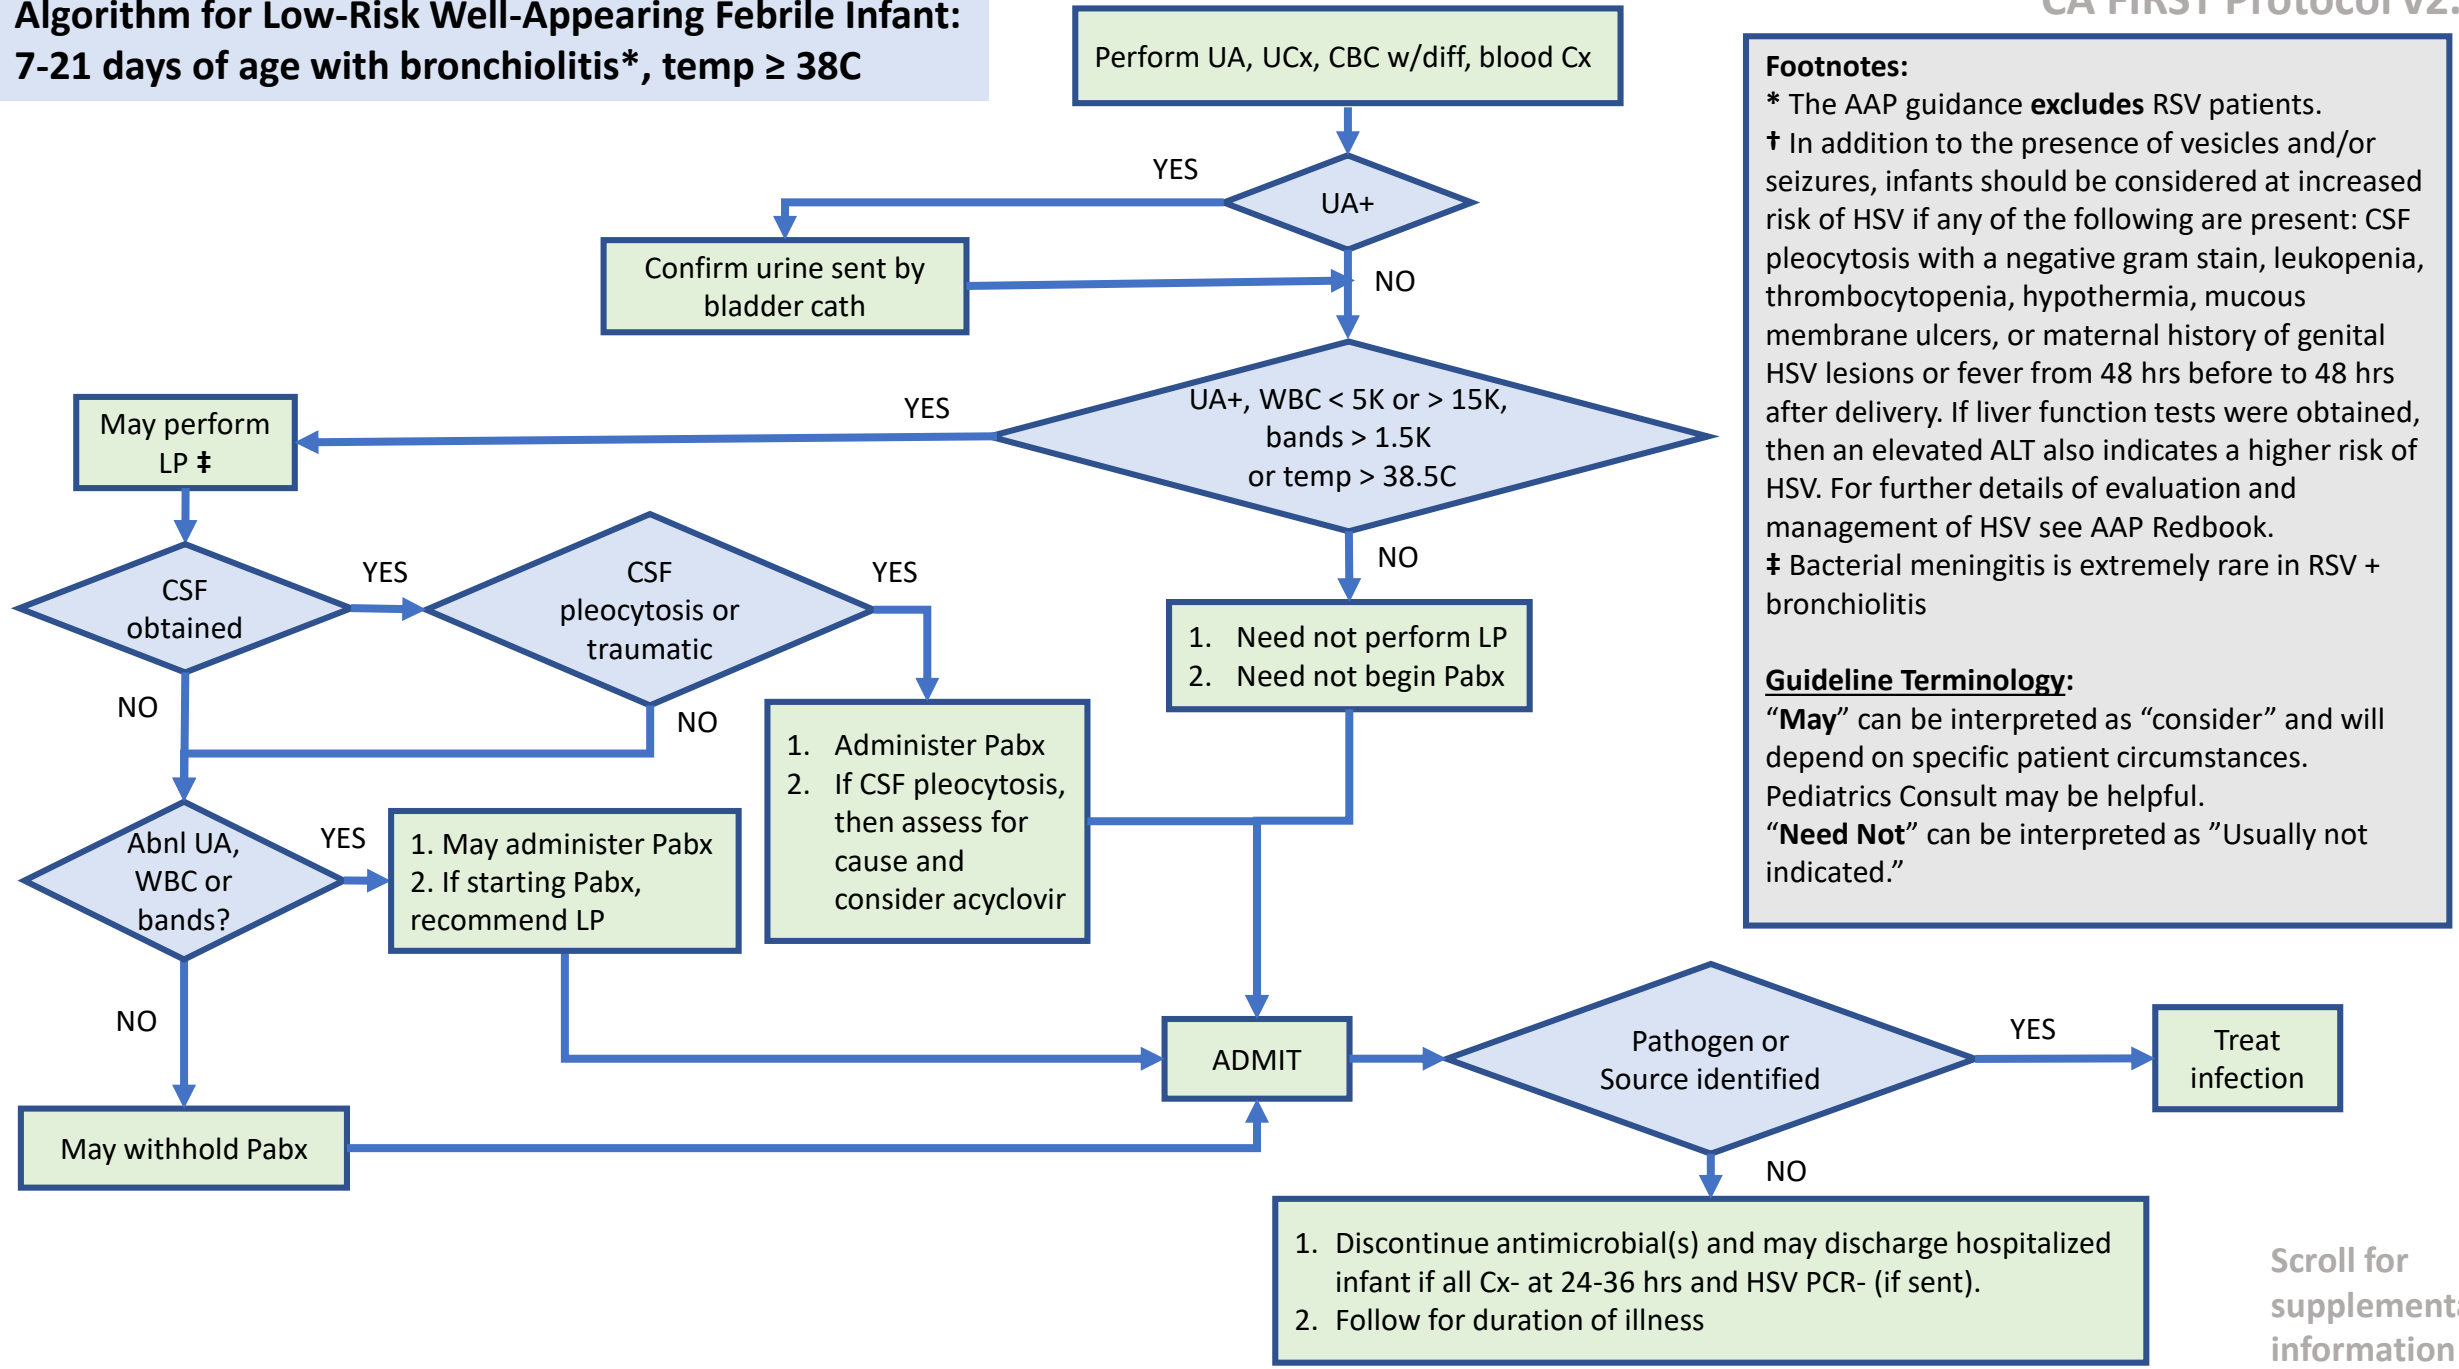 Algorithm for Low-Risk Well-Appearing Febrile Infant:
7-21 days of age with bronchiolitis*, temp ≥ 38C
CA FIRST Protocol v2.
Perform UA, UCx, CBC w/diff, blood Cx
YES
UA+
Confirm urine sent by
bladder cath
NO
UA+, WBC < 5K or > 15K,
bands > 1.5K
or temp > 38.5C
YES
May perform
LP ‡
NO
CSF
obtained
YES
CSF
pleocytosis or
traumatic
YES
1. Need not perform LP
2. Need not begin Pabx
NO
NO
1. Administer Pabx
2. If CSF pleocytosis,
then assess for
cause and
consider acyclovir
Abnl UA,
WBC or
bands?
YES
1. May administer Pabx
2. If starting Pabx,
recommend LP
NO
May withhold Pabx
ADMIT
Pathogen or
Source identified
YES
Treat
infection
NO
1. Discontinue antimicrobial(s) and may discharge hospitalized
infant if all Cx- at 24-36 hrs and HSV PCR- (if sent).
2. Follow for duration of illness
Footnotes:
* The AAP guidance excludes RSV patients.
† In addition to the presence of vesicles and/or
seizures, infants should be considered at increased
risk of HSV if any of the following are present: CSF
pleocytosis with a negative gram stain, leukopenia,
thrombocytopenia, hypothermia, mucous
membrane ulcers, or maternal history of genital
HSV lesions or fever from 48 hrs before to 48 hrs
after delivery. If liver function tests were obtained,
then an elevated ALT also indicates a higher risk of
HSV. For further details of evaluation and
management of HSV see AAP Redbook.
‡ Bacterial meningitis is extremely rare in RSV +
bronchiolitis
Guideline Terminology:
“May” can be interpreted as “consider” and will
depend on specific patient circumstances.
Pediatrics Consult may be helpful.
“Need Not” can be interpreted as ”Usually not
indicated.”
Scroll for
information